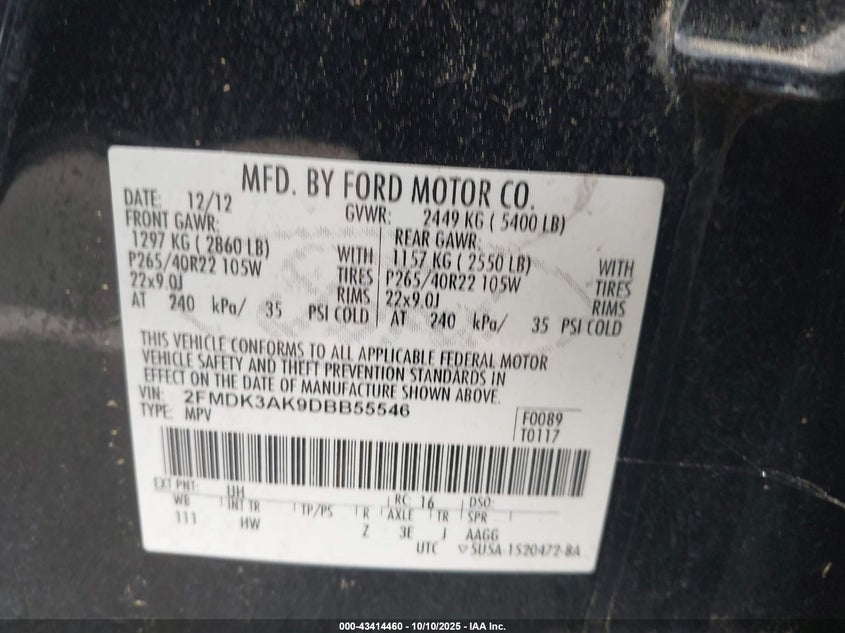 MFD. BY FORD MOTOR CO.
DATE: 12/12
GVWR: 2449 KG ( 5400 LB)
FRONT GAWR:
1297 KG ( 2860 LB) WITH
P265/40R22 105W TIRES
22x9.0J RIMS
AT 240 kPa/ 35 PSI COLD
REAR GAWR:
1157 KG ( 2550 LB) WITH
P265/40R22 105W TIRES
22x9.0J RIMS
AT 240 kPa/ 35 PSI COLD
THIS VEHICLE CONFORMS TO ALL APPLICABLE FEDERAL MOTOR
VEHICLE SAFETY AND THEFT PREVENTION STANDARDS IN
EFFECT ON THE DATE OF MANUFACTURE SHOWN ABOVE.
VIN: 2FMDK3AK9DBB55546
TYPE: MPV
F0089
T0117
EXT PNT: UH RC: 16 DSO:
WB INT TR TP/PS R AXLE TR SPR
111 HW Z 3E J AAGG
UTC ▽SU5A-1520472-BA
000-43414460 - 10/10/2025 - IAA Inc.